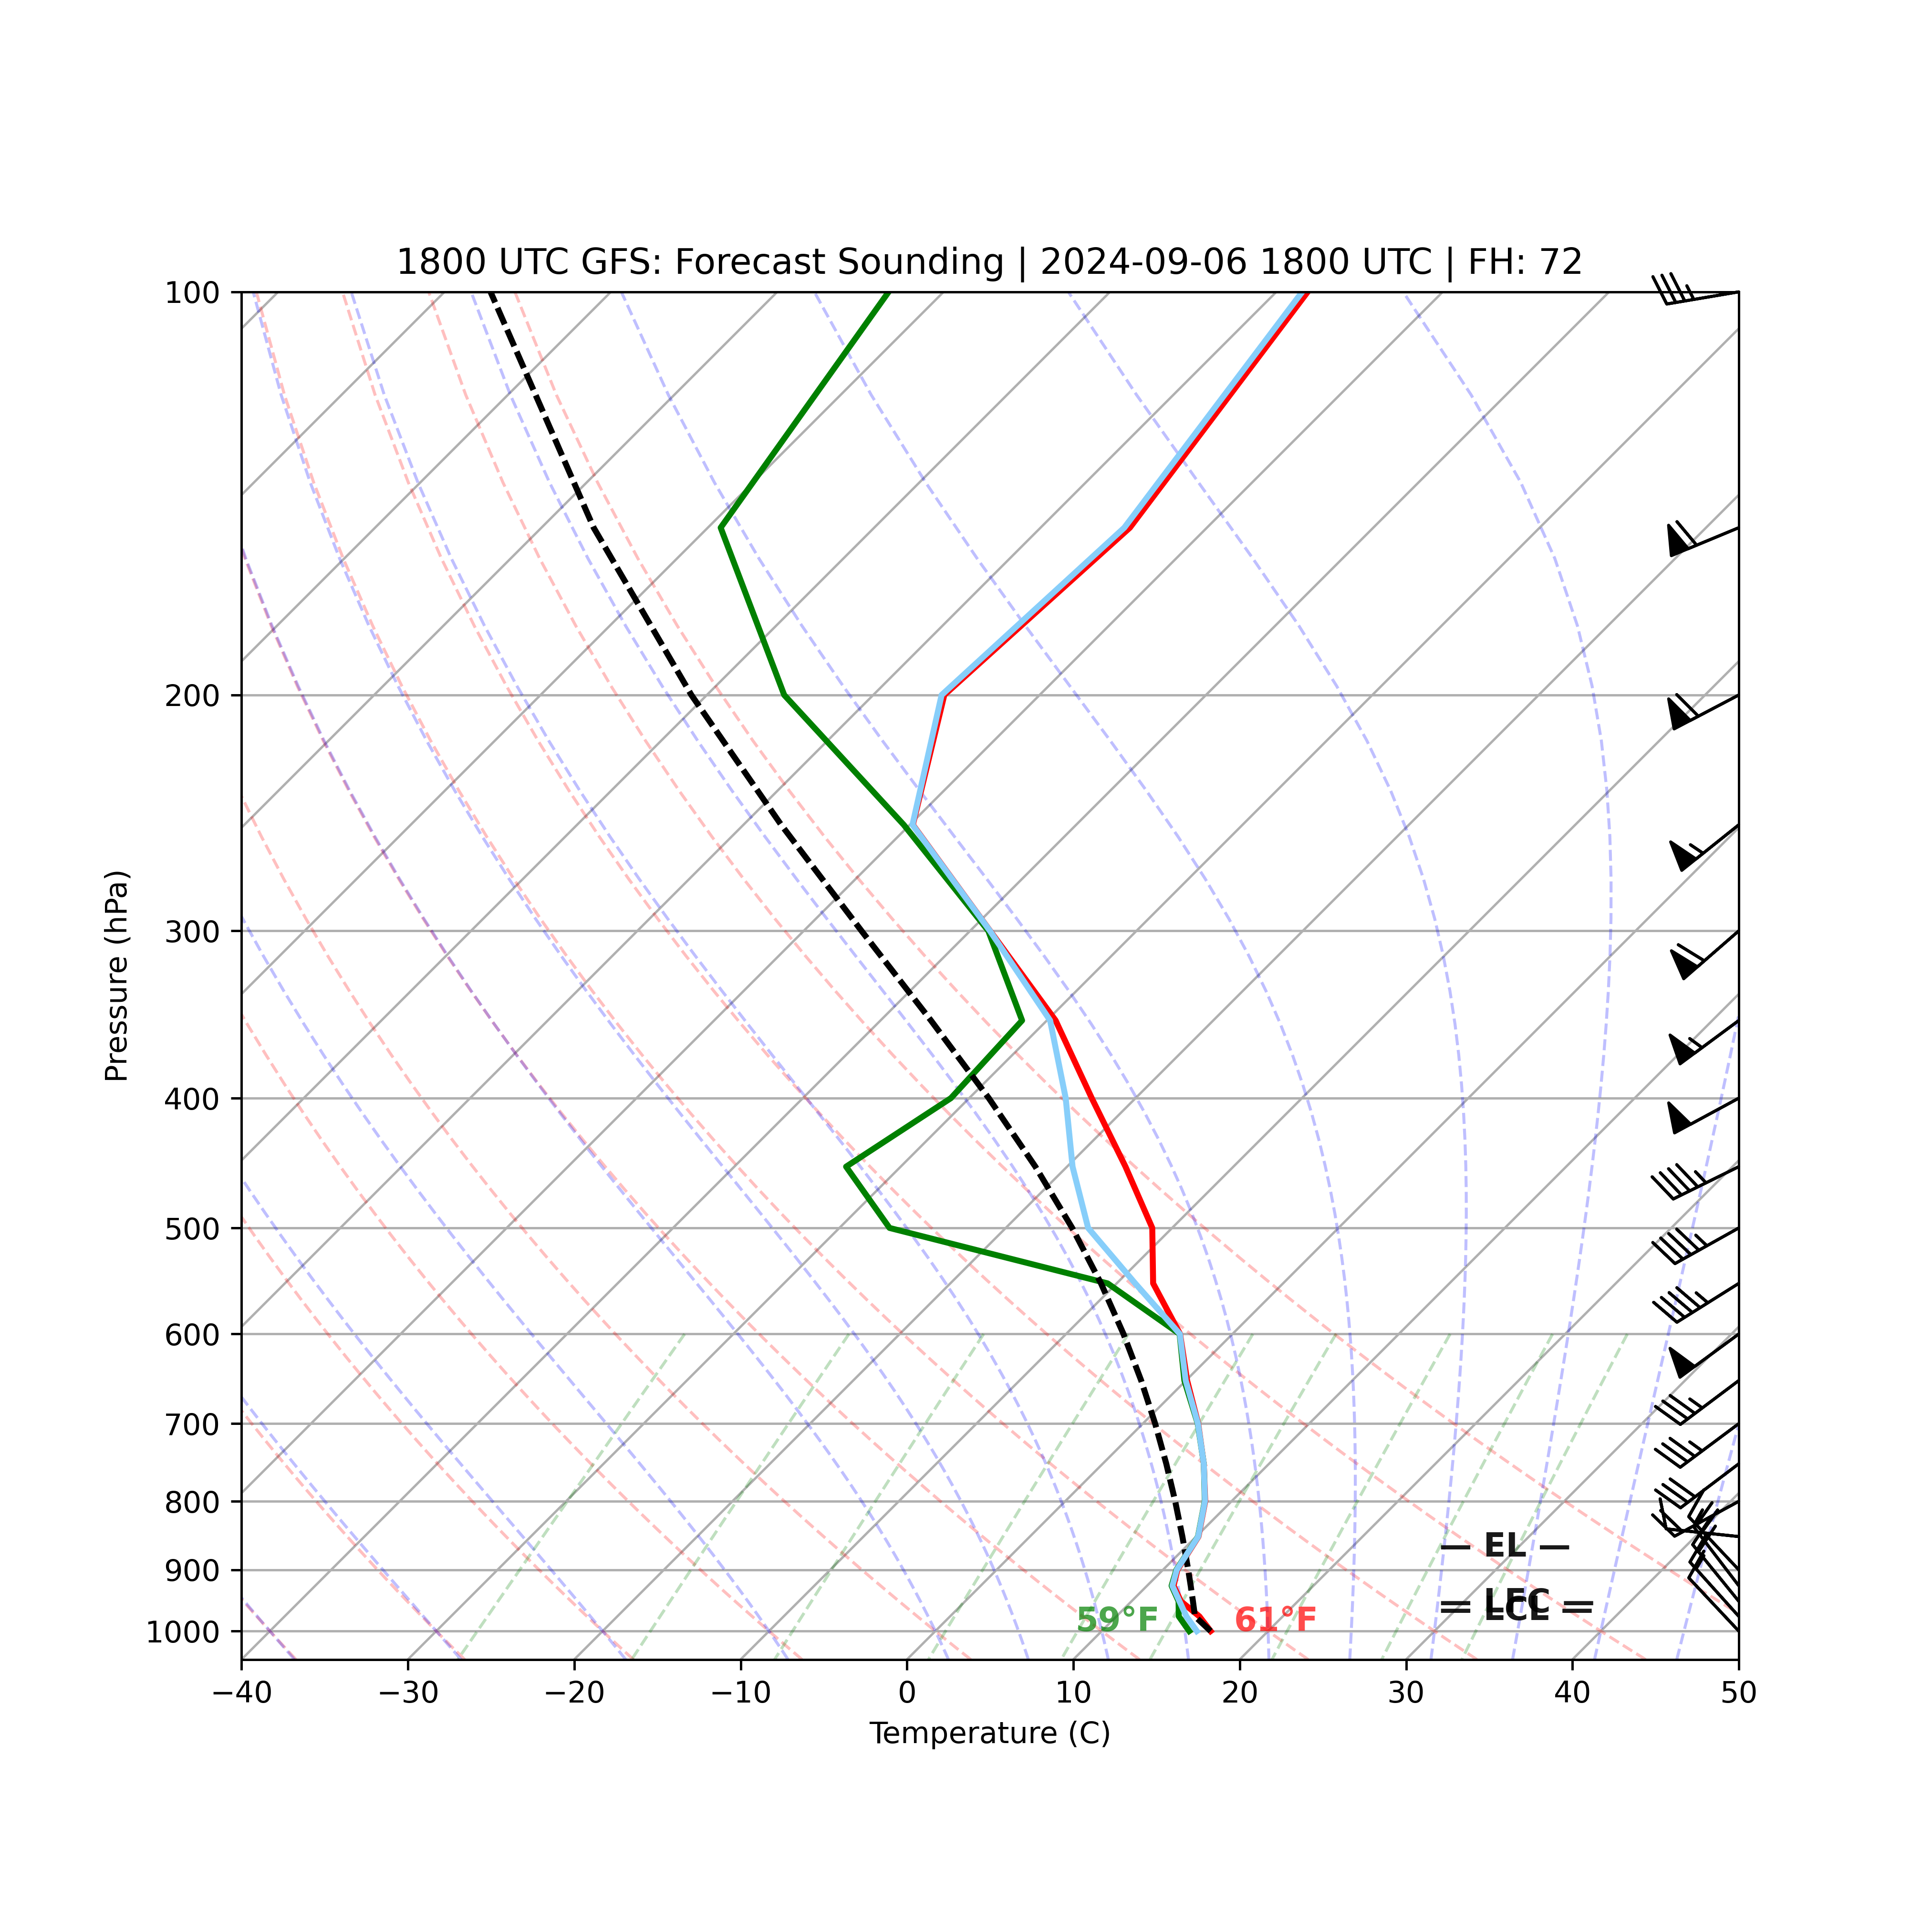 1800 UTC GFS: Forecast Sounding | 2024-09-06 1800 UTC | FH: 72
100
200
300
400
500
600
700
800
900
1000
Pressure (hPa)
— EL —
— LFC —
— LCL —
59°F
61°F
−40 −30 −20 −10 0 10 20 30 40 50
Temperature (C)